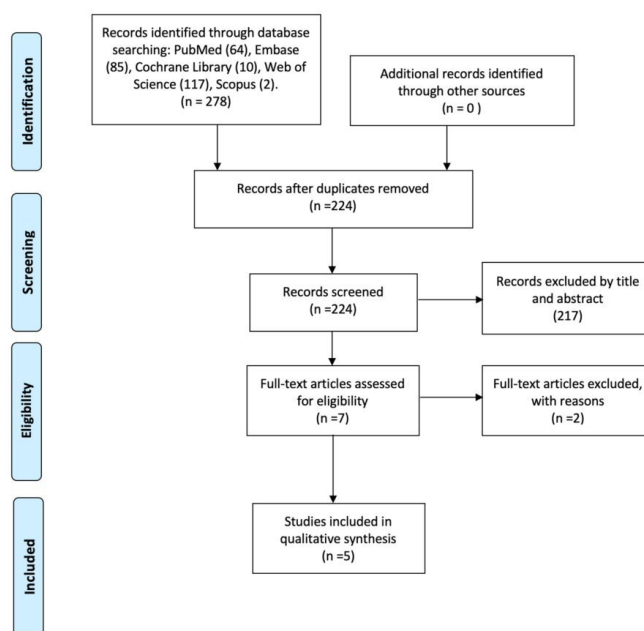 Identification
Records identified through database
searching: PubMed (64), Embase
(85), Cochrane Library (10), Web of
Science (117), Scopus (2).
(n = 278)
Additional records identified
through other sources
(n = 0 )
Records after duplicates removed
(n =224)
Screening
Records screened
(n =224)
Records excluded by title
and abstract
(217)
Eligibility
Full-text articles assessed
for eligibility
(n =7)
Full-text articles excluded,
with reasons
(n =2)
Included
Studies included in
qualitative synthesis
(n =5)